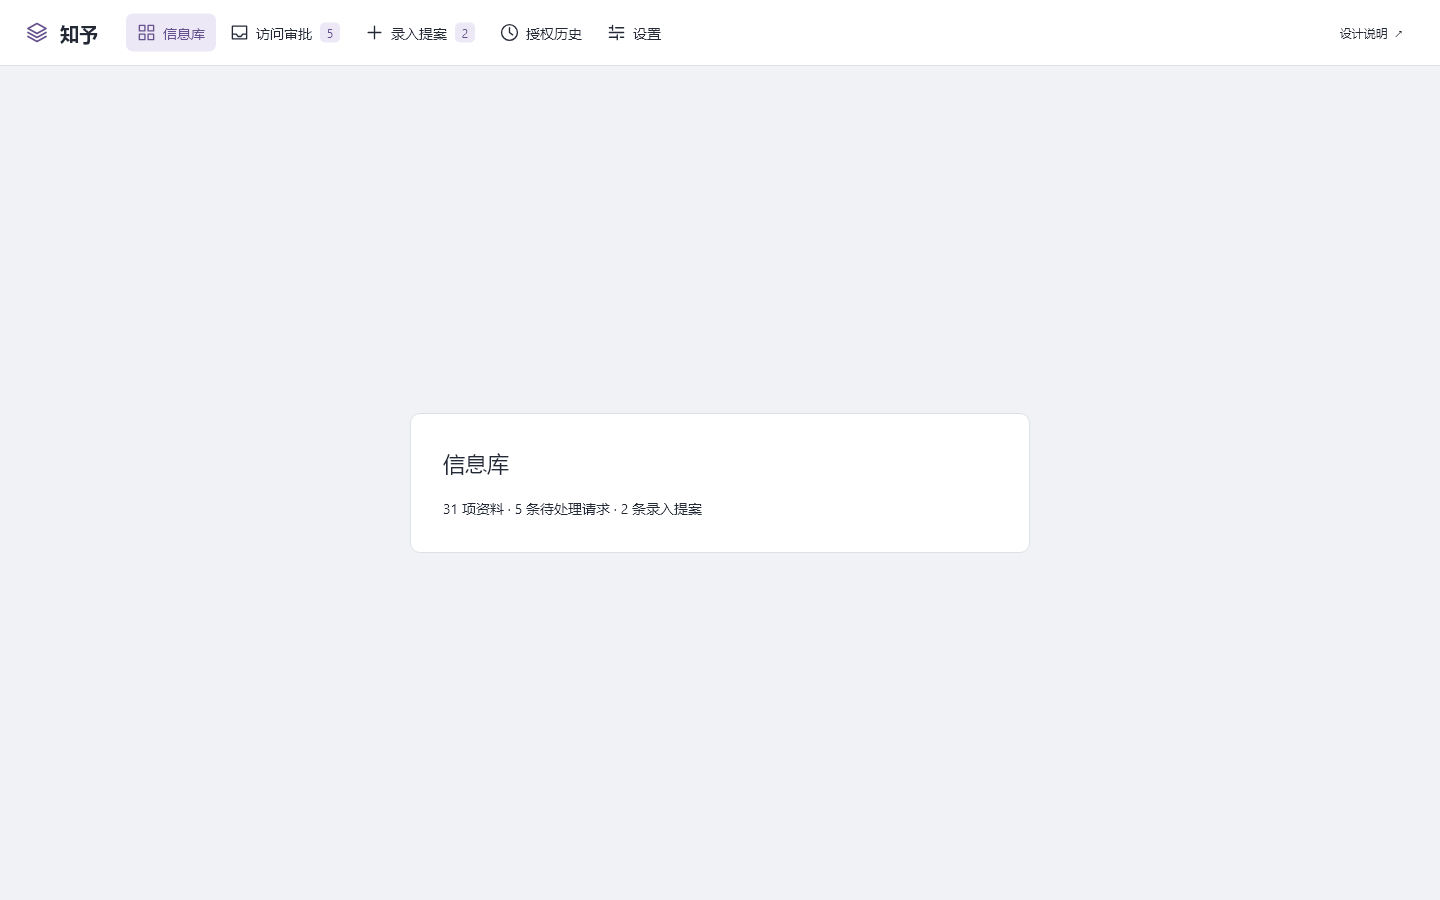 知予
信息库
访问审批 5
录入提案 2
授权历史
设置
设计说明 ↗
信息库
31 项资料 · 5 条待处理请求 · 2 条录入提案